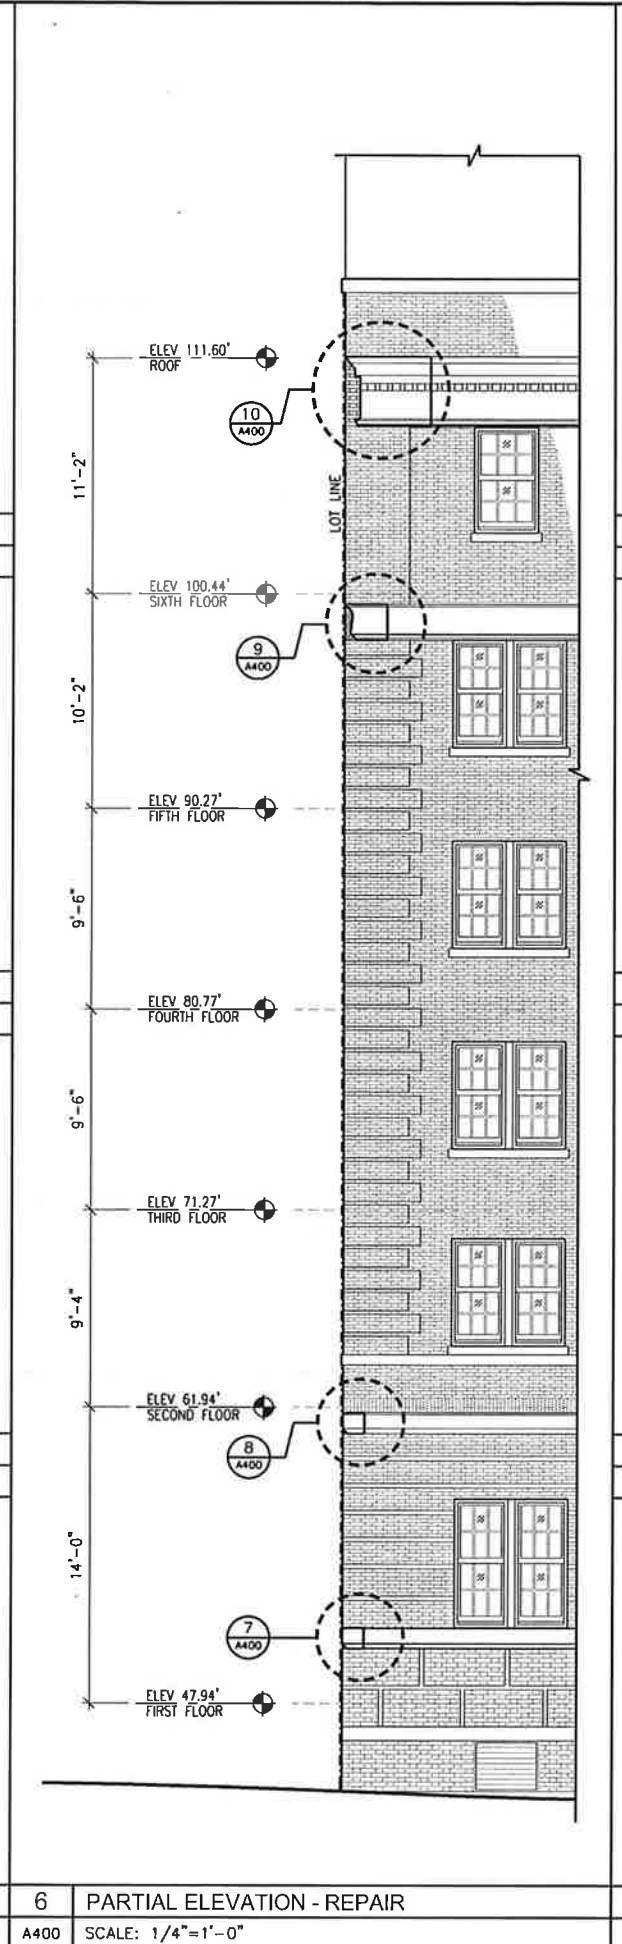 ELEV 111.60'
ROOF
10
A400
11'-2"
LOT LINE
ELEV 100.44'
SIXTH FLOOR
9
A400
10'-2"
ELEV 90.27'
FIFTH FLOOR
9'-6"
ELEV 80.77'
FOURTH FLOOR
9'-6"
ELEV 71.27'
THIRD FLOOR
9'-4"
ELEV 61.94'
SECOND FLOOR
8
A400
14'-0"
7
A400
ELEV 47.94'
FIRST FLOOR
6 PARTIAL ELEVATION - REPAIR
A400 SCALE: 1/4"=1'-0"